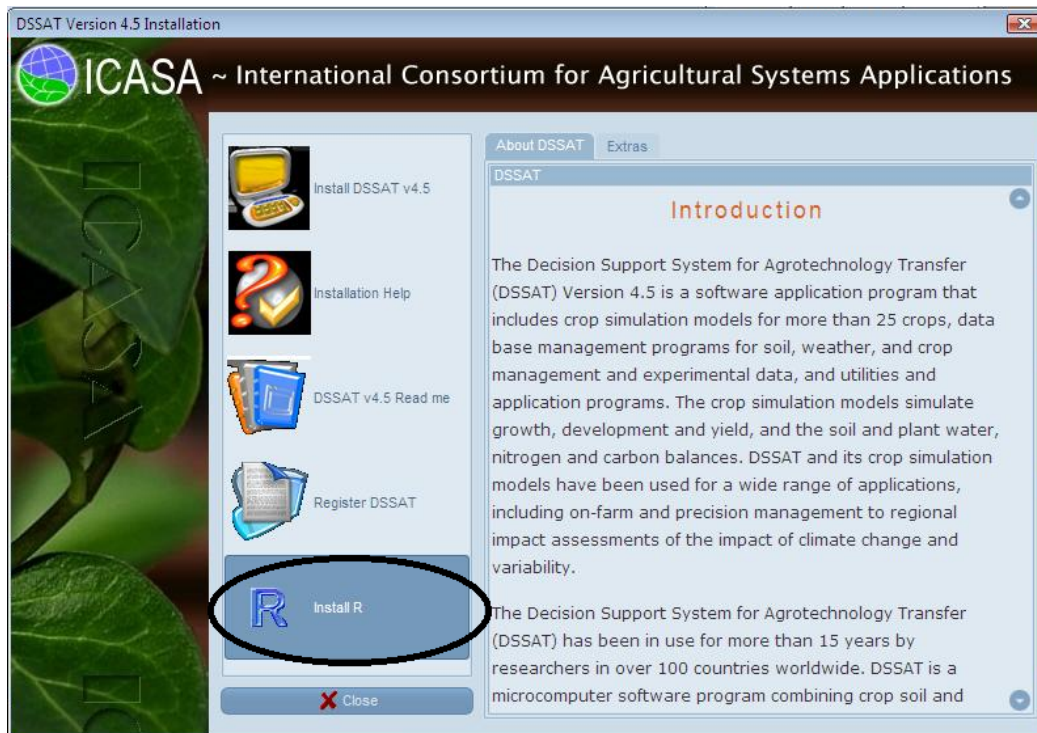 DSSAT Version 4.5 Installation
ICASA ~ International Consortium for Agricultural Systems Applications
ICASA
Install DSSAT v4.5
Installation Help
DSSAT v4.5 Read me
Register DSSAT
R Install R
Close
About DSSAT Extras
DSSAT
Introduction
The Decision Support System for Agrotechnology Transfer
(DSSAT) Version 4.5 is a software application program that
includes crop simulation models for more than 25 crops, data
base management programs for soil, weather, and crop
management and experimental data, and utilities and
application programs. The crop simulation models simulate
growth, development and yield, and the soil and plant water,
nitrogen and carbon balances. DSSAT and its crop simulation
models have been used for a wide range of applications,
including on-farm and precision management to regional
impact assessments of the impact of climate change and
variability.
The Decision Support System for Agrotechnology Transfer
(DSSAT) has been in use for more than 15 years by
researchers in over 100 countries worldwide. DSSAT is a
microcomputer software program combining crop soil and